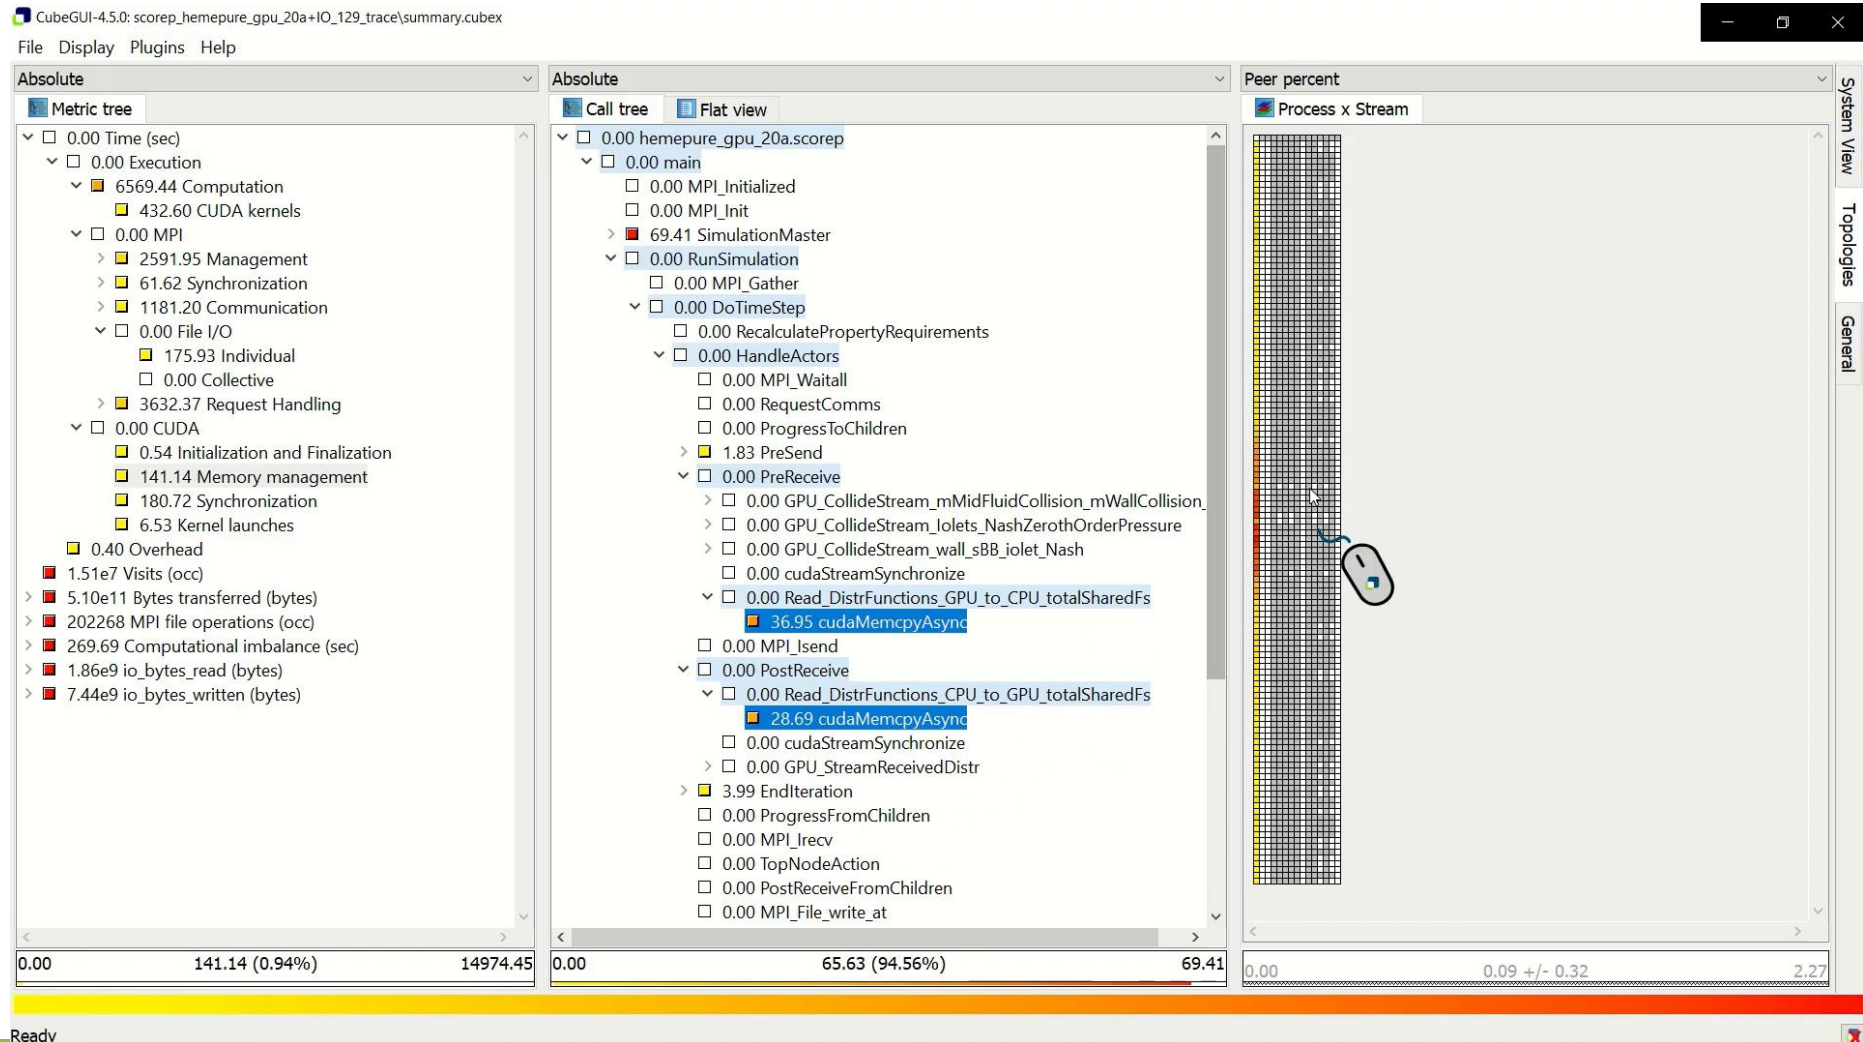 CubeGUI-4.5.0: scorep_hemepure_gpu_20a+IO_129_trace\summary.cubex
File Display Plugins Help
Absolute
Metric tree
0.00 Time (sec)
0.00 Execution
6569.44 Computation
432.60 CUDA kernels
0.00 MPI
2591.95 Management
61.62 Synchronization
1181.20 Communication
0.00 File I/O
175.93 Individual
0.00 Collective
3632.37 Request Handling
0.00 CUDA
0.54 Initialization and Finalization
141.14 Memory management
180.72 Synchronization
6.53 Kernel launches
0.40 Overhead
1.51e7 Visits (occ)
5.10e11 Bytes transferred (bytes)
202268 MPI file operations (occ)
269.69 Computational imbalance (sec)
1.86e9 io_bytes_read (bytes)
7.44e9 io_bytes_written (bytes)
0.00 141.14 (0.94%) 14974.45
Absolute
Call tree Flat view
0.00 hemepure_gpu_20a.scorep
0.00 main
0.00 MPI_Initialized
0.00 MPI_Init
69.41 SimulationMaster
0.00 RunSimulation
0.00 MPI_Gather
0.00 DoTimeStep
0.00 RecalculatePropertyRequirements
0.00 HandleActors
0.00 MPI_Waitall
0.00 RequestComms
0.00 ProgressToChildren
1.83 PreSend
0.00 PreReceive
0.00 GPU_CollideStream_mMidFluidCollision_mWallCollision_
0.00 GPU_CollideStream_Iolets_NashZerothOrderPressure
0.00 GPU_CollideStream_wall_sBB_iolet_Nash
0.00 cudaStreamSynchronize
0.00 Read_DistrFunctions_GPU_to_CPU_totalSharedFs
36.95 cudaMemcpyAsync
0.00 MPI_Isend
0.00 PostReceive
0.00 Read_DistrFunctions_CPU_to_GPU_totalSharedFs
28.69 cudaMemcpyAsync
0.00 cudaStreamSynchronize
0.00 GPU_StreamReceivedDistr
3.99 EndIteration
0.00 ProgressFromChildren
0.00 MPI_Irecv
0.00 TopNodeAction
0.00 PostReceiveFromChildren
0.00 MPI_File_write_at
0.00 65.63 (94.56%) 69.41
Peer percent
Process x Stream
0.00 0.09 +/- 0.32 2.27
System View
Topologies
General
Ready